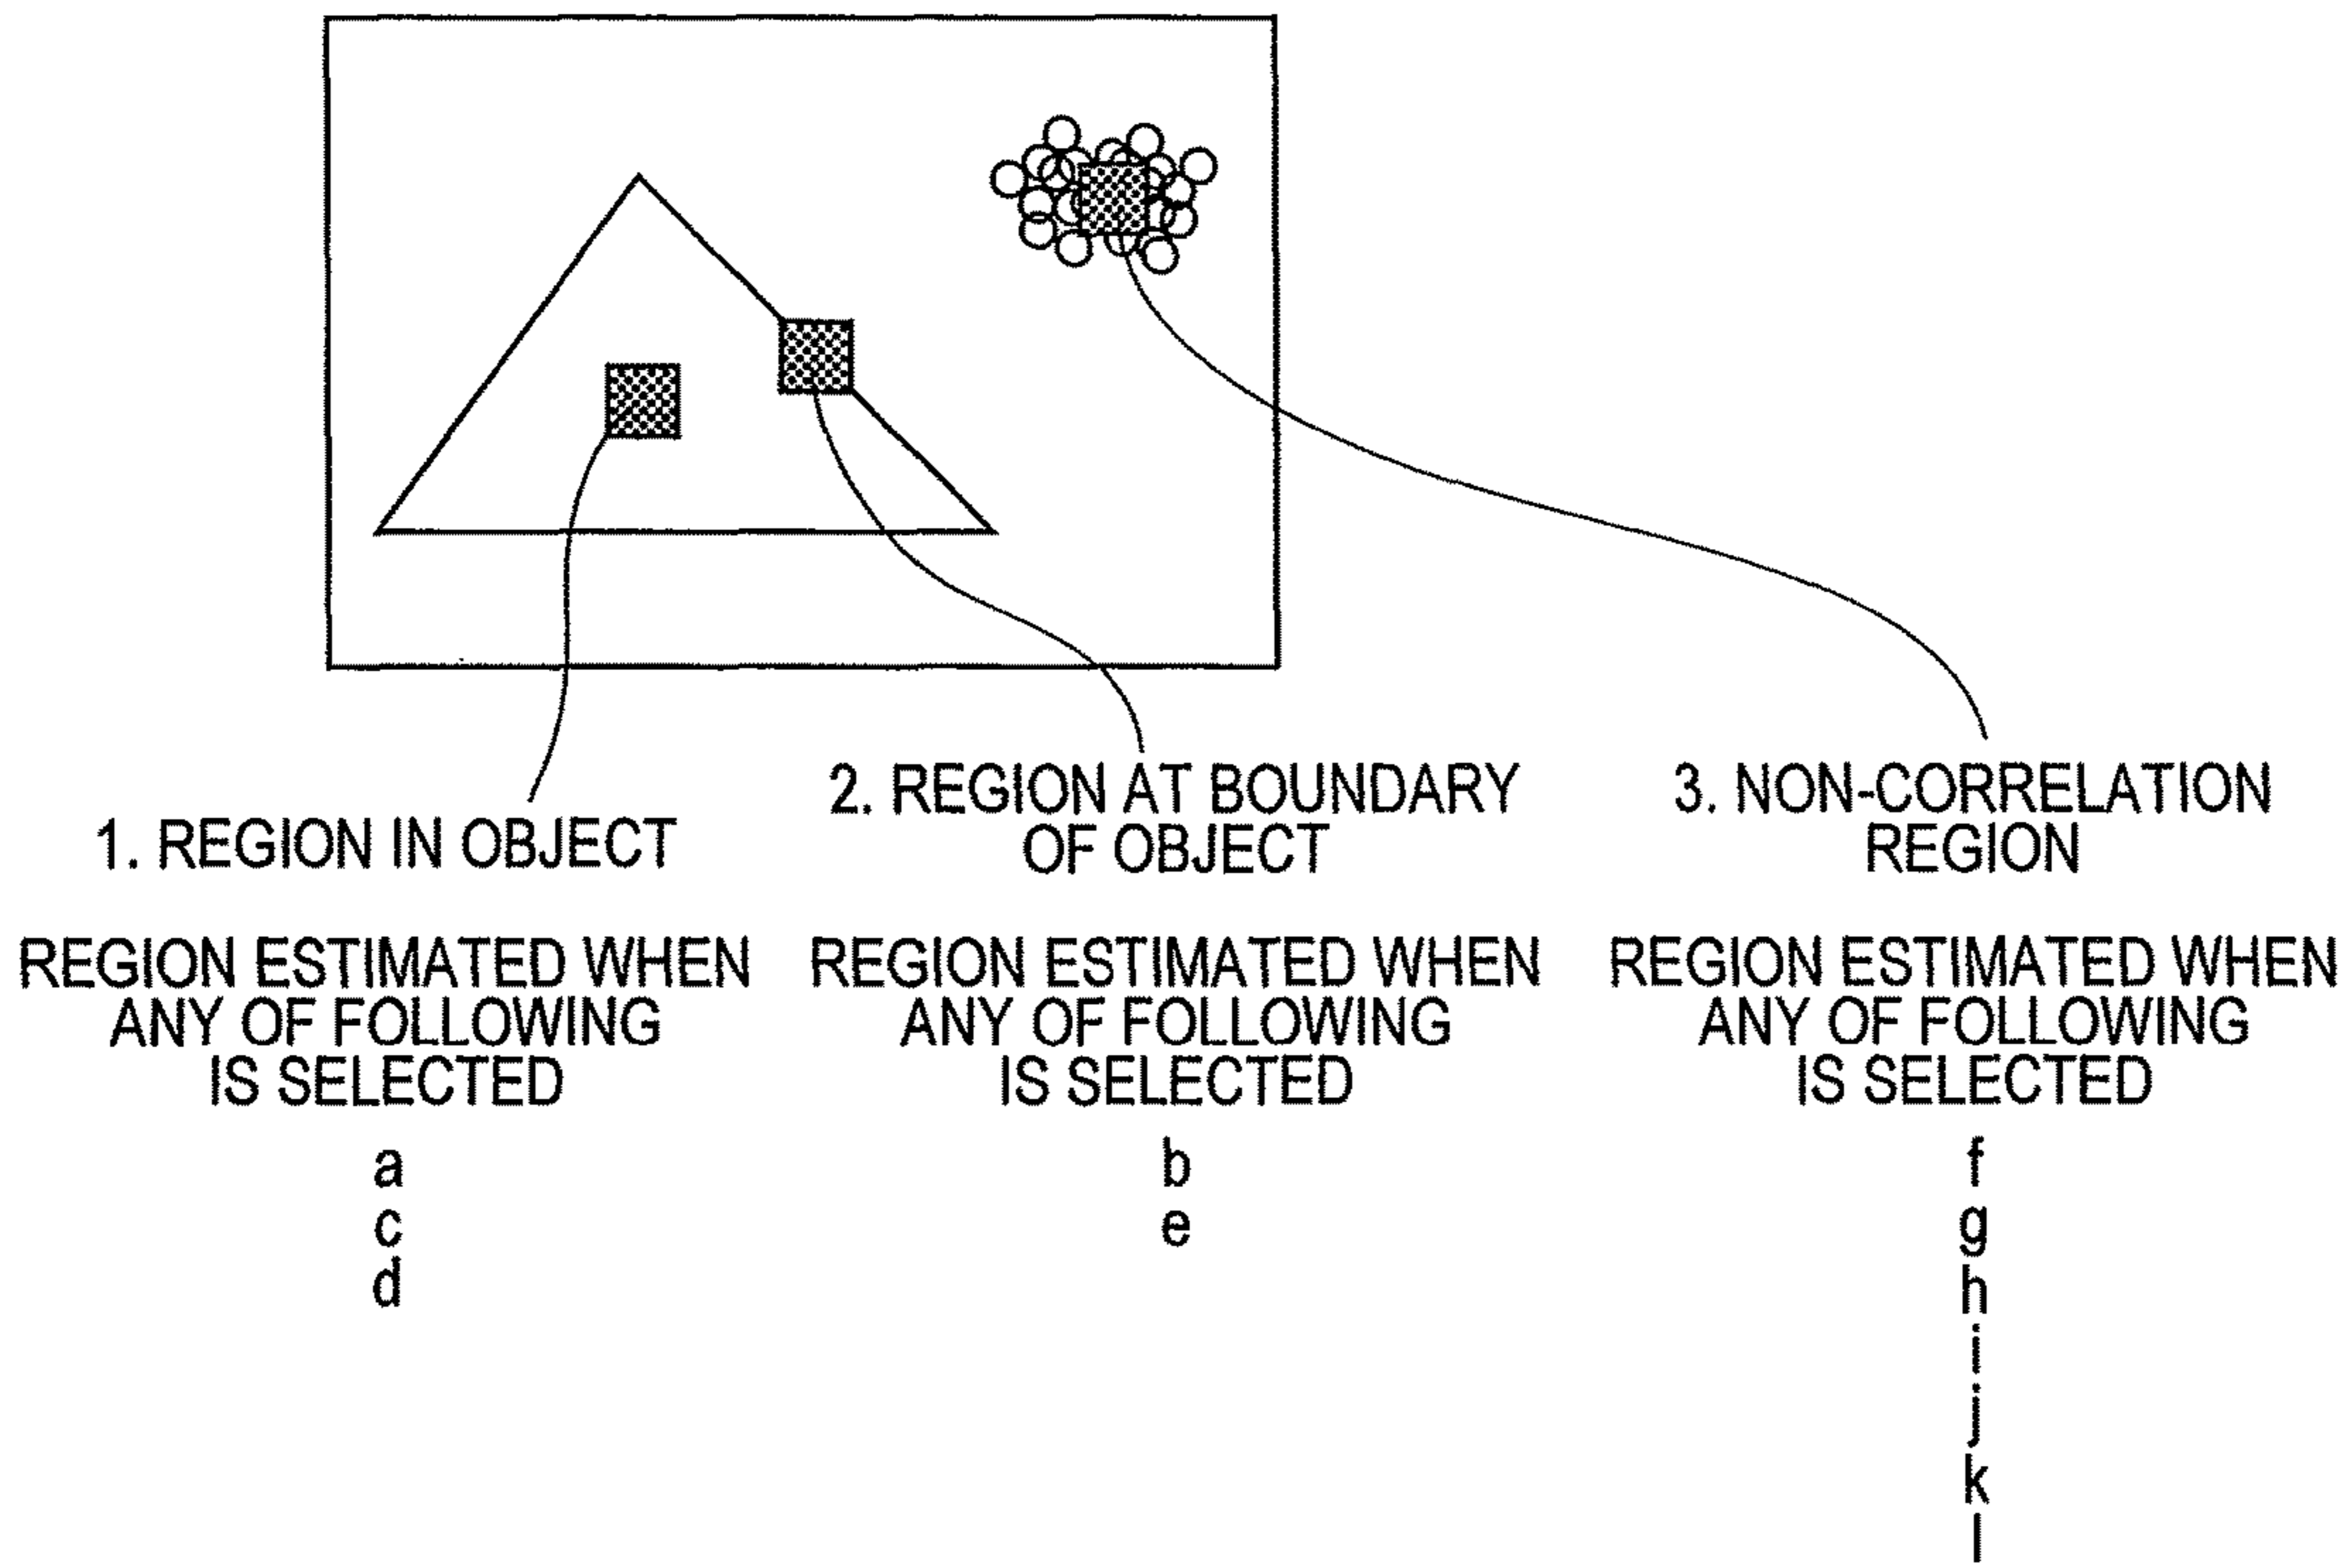 1. REGION IN OBJECT
REGION ESTIMATED WHEN
ANY OF FOLLOWING
IS SELECTED
a
c
d
2. REGION AT BOUNDARY
OF OBJECT
REGION ESTIMATED WHEN
ANY OF FOLLOWING
IS SELECTED
b
e
3. NON-CORRELATION
REGION
REGION ESTIMATED WHEN
ANY OF FOLLOWING
IS SELECTED
f
g
h
i
j
k
l